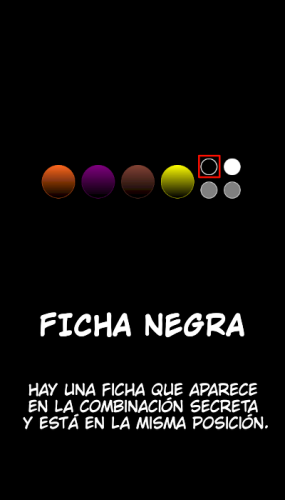 FICHA NEGRA
HAY UNA FICHA QUE APARECE
EN LA COMBINACIÓN SECRETA
Y ESTÁ EN LA MISMA POSICIÓN.